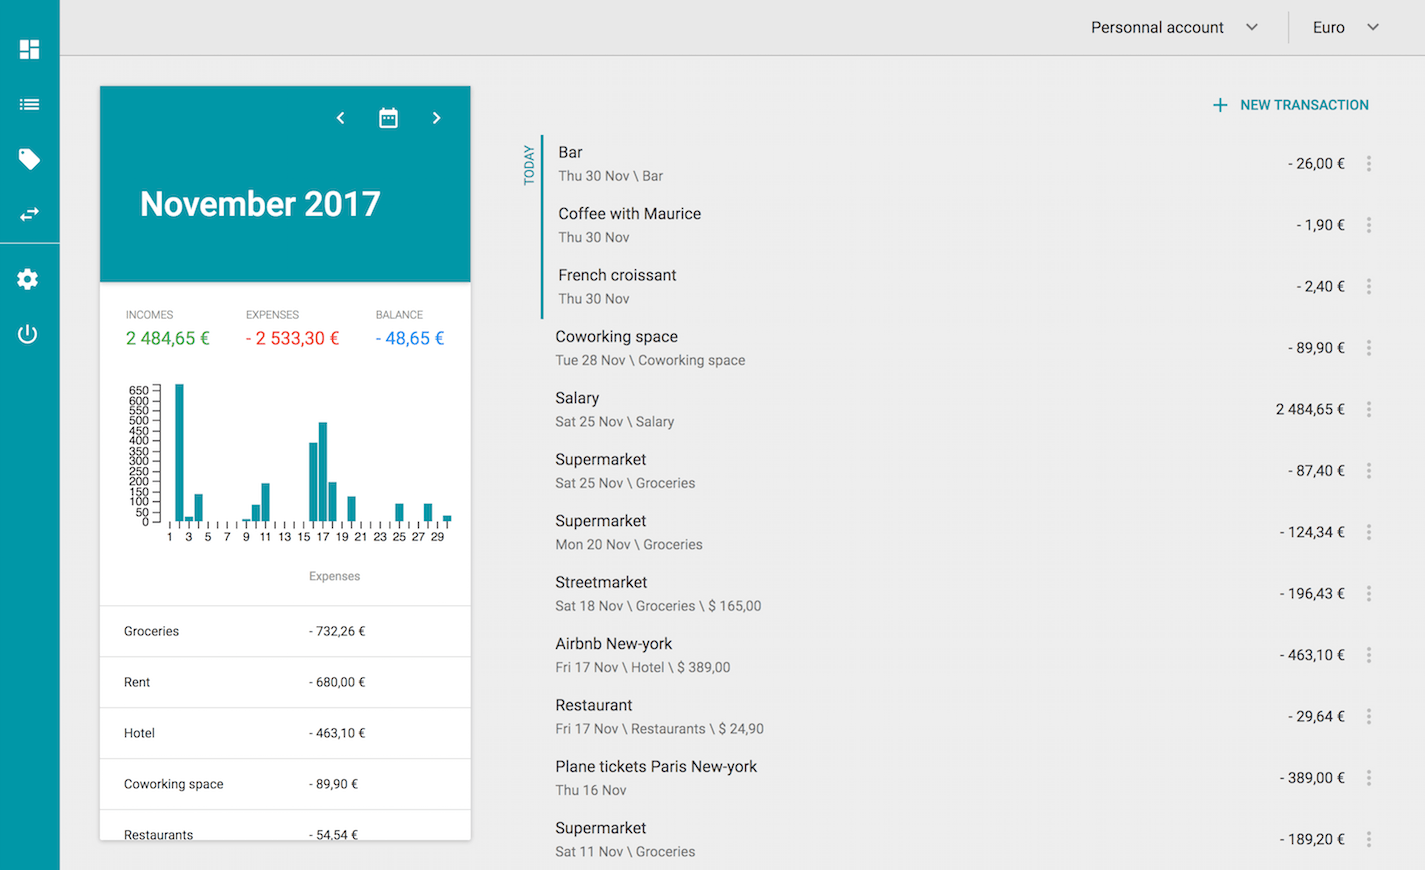 Personnal account
Euro
November 2017
INCOMES EXPENSES BALANCE
2 484,65 € - 2 533,30 € - 48,65 €
650
600
550
500
450
400
350
300
250
200
150
100
50
0
1 3 5 7 9 11 13 15 17 19 21 23 25 27 29
Expenses
Groceries - 732,26 €
Rent - 680,00 €
Hotel - 463,10 €
Coworking space - 89,90 €
Restaurants - 54,54 €
NEW TRANSACTION
TODAY
Bar - 26,00 €
Thu 30 Nov \ Bar
Coffee with Maurice - 1,90 €
Thu 30 Nov
French croissant - 2,40 €
Thu 30 Nov
Coworking space - 89,90 €
Tue 28 Nov \ Coworking space
Salary 2 484,65 €
Sat 25 Nov \ Salary
Supermarket - 87,40 €
Sat 25 Nov \ Groceries
Supermarket - 124,34 €
Mon 20 Nov \ Groceries
Streetmarket - 196,43 €
Sat 18 Nov \ Groceries \ $ 165,00
Airbnb New-york - 463,10 €
Fri 17 Nov \ Hotel \ $ 389,00
Restaurant - 29,64 €
Fri 17 Nov \ Restaurants \ $ 24,90
Plane tickets Paris New-york - 389,00 €
Thu 16 Nov
Supermarket - 189,20 €
Sat 11 Nov \ Groceries